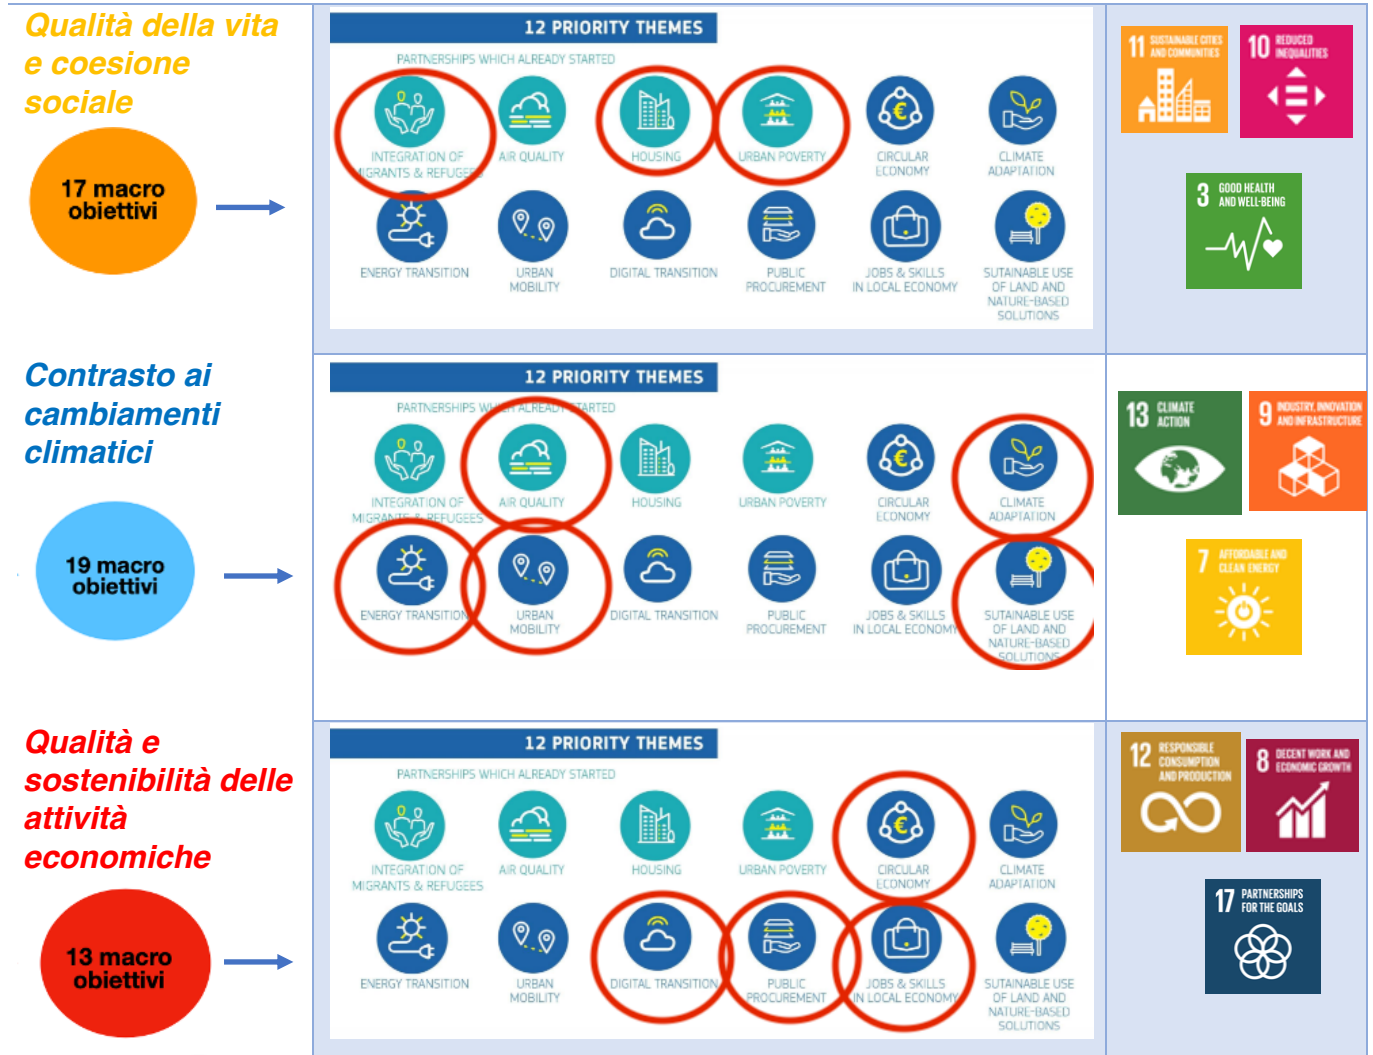 Qualità della vita
e coesione
sociale
17 macro
obiettivi
12 PRIORITY THEMES
PARTNERSHIPS WHICH ALREADY STARTED
INTEGRATION OF
MIGRANTS & REFUGEES
AIR QUALITY
HOUSING
URBAN POVERTY
CIRCULAR
ECONOMY
CLIMATE
ADAPTATION
ENERGY TRANSITION
URBAN
MOBILITY
DIGITAL TRANSITION
PUBLIC
PROCUREMENT
JOBS & SKILLS
IN LOCAL ECONOMY
SUTAINABLE USE
OF LAND AND
NATURE-BASED
SOLUTIONS
11 SUSTAINABLE CITIES
AND COMMUNITIES
10 REDUCED
INEQUALITIES
3 GOOD HEALTH
AND WELL-BEING
Contrasto ai
cambiamenti
climatici
19 macro
obiettivi
12 PRIORITY THEMES
PARTNERSHIPS WHICH ALREADY STARTED
INTEGRATION OF
MIGRANTS & REFUGEES
AIR QUALITY
HOUSING
URBAN POVERTY
CIRCULAR
ECONOMY
CLIMATE
ADAPTATION
ENERGY TRANSITION
URBAN
MOBILITY
DIGITAL TRANSITION
PUBLIC
PROCUREMENT
JOBS & SKILLS
IN LOCAL ECONOMY
SUTAINABLE USE
OF LAND AND
NATURE-BASED
SOLUTIONS
13 CLIMATE
ACTION
9 INDUSTRY, INNOVATION
AND INFRASTRUCTURE
7 AFFORDABLE AND
CLEAN ENERGY
Qualità e
sostenibilità delle
attività
economiche
13 macro
obiettivi
12 PRIORITY THEMES
PARTNERSHIPS WHICH ALREADY STARTED
INTEGRATION OF
MIGRANTS & REFUGEES
AIR QUALITY
HOUSING
URBAN POVERTY
CIRCULAR
ECONOMY
CLIMATE
ADAPTATION
ENERGY TRANSITION
URBAN
MOBILITY
DIGITAL TRANSITION
PUBLIC
PROCUREMENT
JOBS & SKILLS
IN LOCAL ECONOMY
SUTAINABLE USE
OF LAND AND
NATURE-BASED
SOLUTIONS
12 RESPONSIBLE
CONSUMPTION
AND PRODUCTION
8 DECENT WORK AND
ECONOMIC GROWTH
17 PARTNERSHIPS
FOR THE GOALS